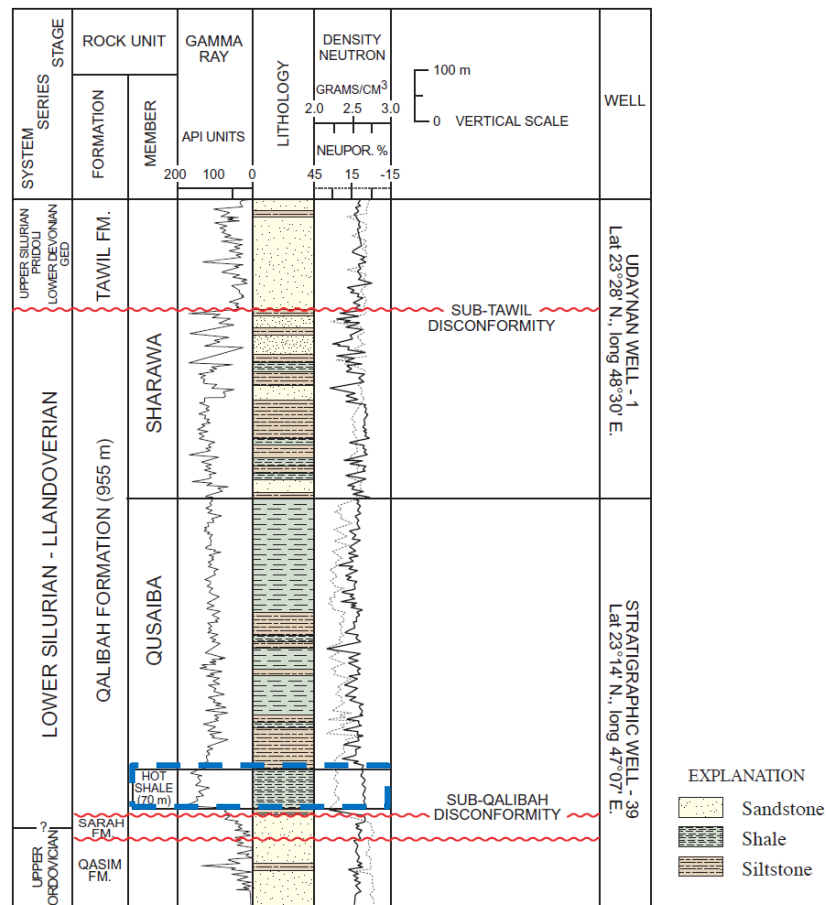 SYSTEM
SERIES
STAGE
ROCK UNIT
FORMATION
MEMBER
GAMMA
RAY
API UNITS
200 100 0
LITHOLOGY
DENSITY
NEUTRON
GRAMS/CM3
2.0 2.5 3.0
NEUPOR. %
45 15 -15
100 m
0 VERTICAL SCALE
WELL
UPPER SILURIAN
PRIDOLI
LOWER DEVONIAN
GED
TAWIL FM.
SUB-TAWIL
DISCONFORMITY
UDAYNAN WELL - 1
Lat 23°28' N., long 48°30' E.
LOWER SILURIAN - LLANDOVERIAN
QALIBAH FORMATION (955 m)
SHARAWA
QUSAIBA
HOT
SHALE
(70 m)
STRATIGRAPHIC WELL - 39
Lat 23°14' N., long 47°07' E.
SUB-QALIBAH
DISCONFORMITY
?
SARAH
FM.
UPPER
ORDOVICIAN
QASIM
FM.
EXPLANATION
Sandstone
Shale
Siltstone